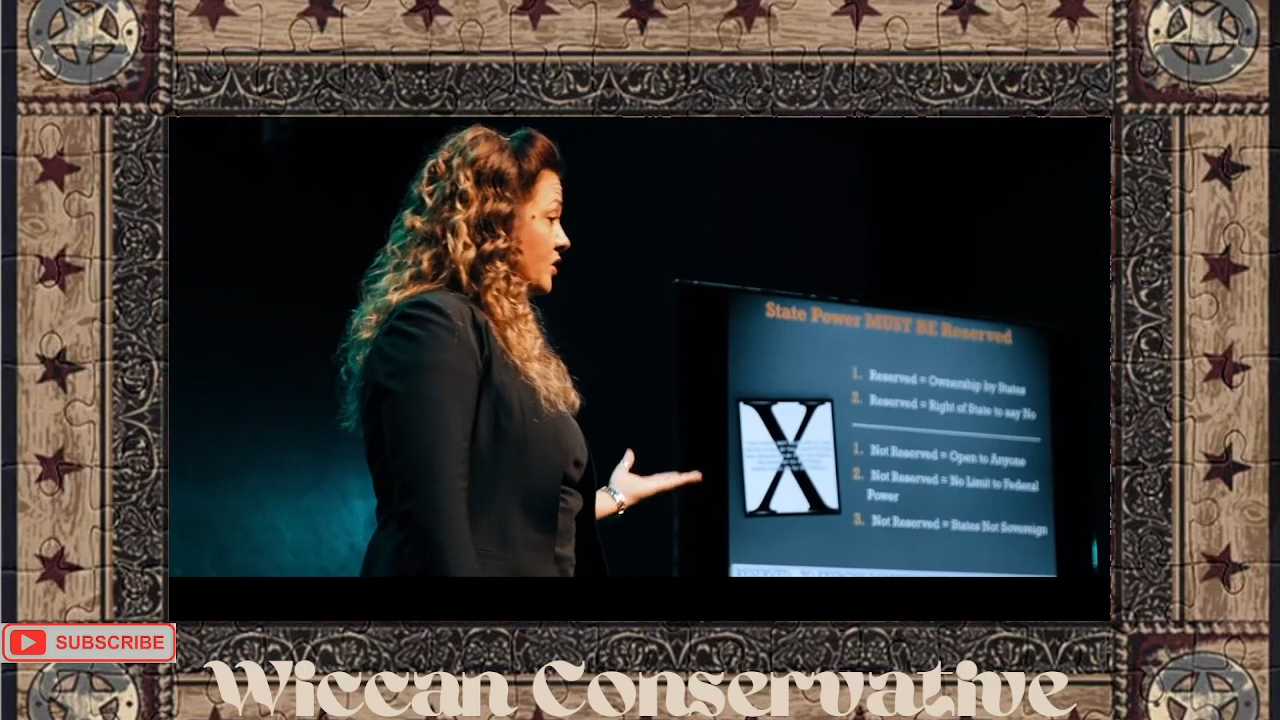 State Power MUST BE Reserved
1. Reserved = Ownership by States
2. Reserved = Right of State to say No
X
1. Not Reserved = Open to Anyone
2. Not Reserved = No Limit to Federal
Power
3. Not Reserved = States Not Sovereign
SUBSCRIBE
Wiccan Conservative